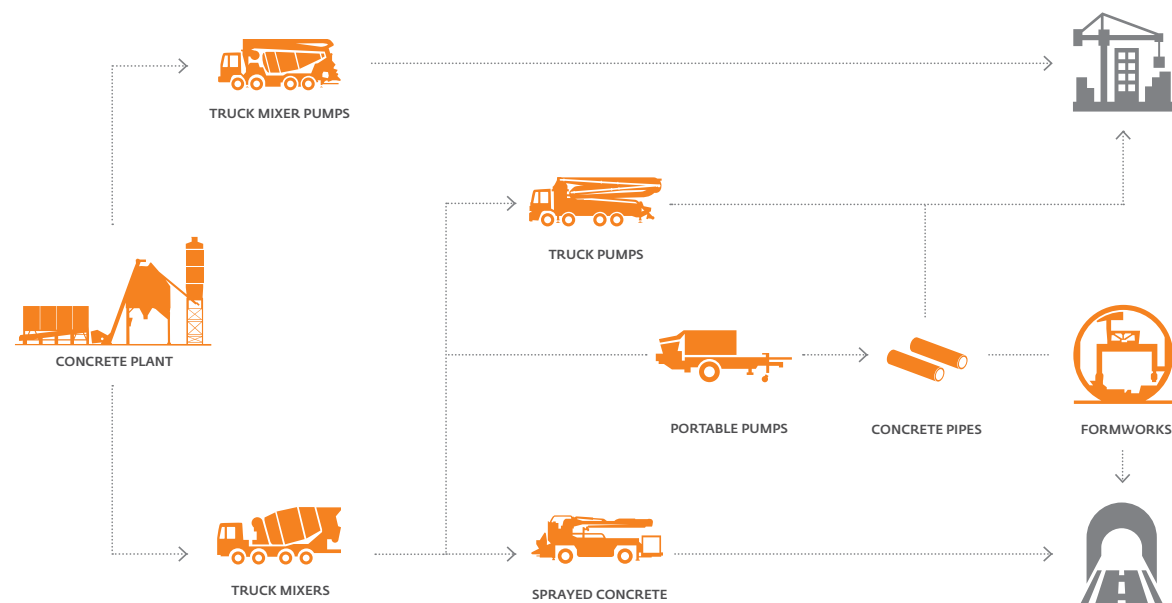 TRUCK MIXER PUMPS
TRUCK PUMPS
CONCRETE PLANT
PORTABLE PUMPS
CONCRETE PIPES
FORMWORKS
TRUCK MIXERS
SPRAYED CONCRETE